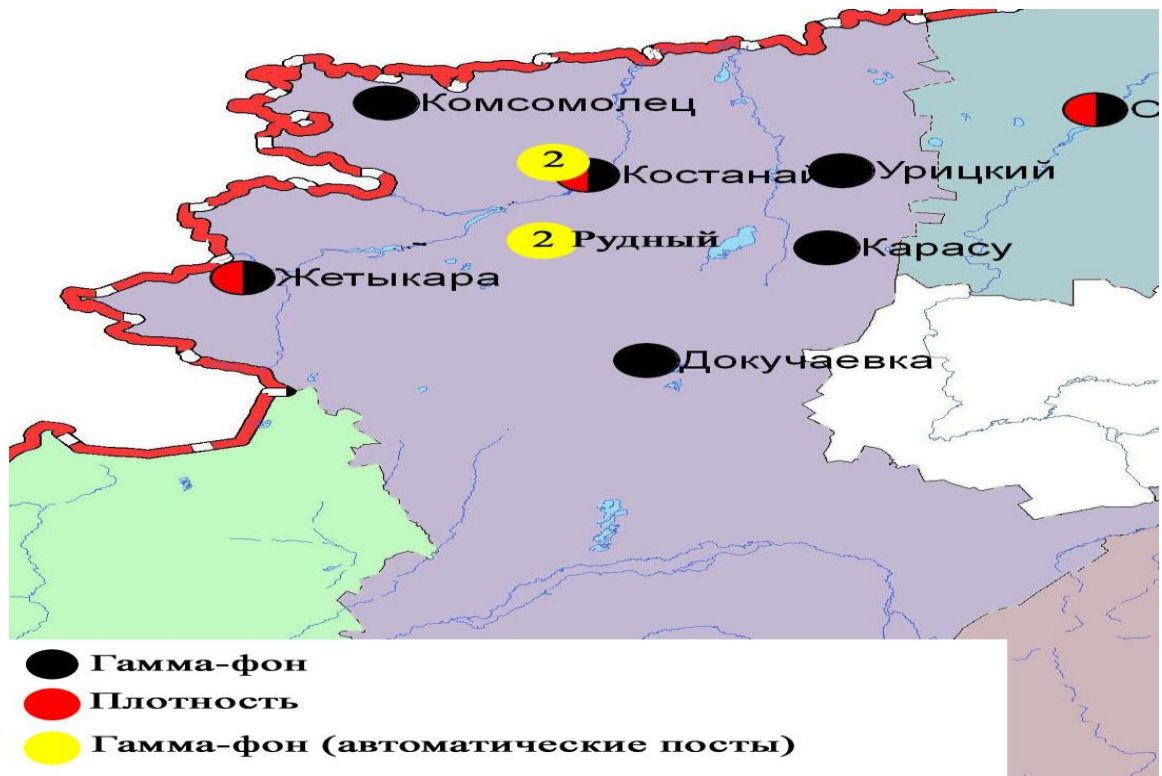 Комсомолец
С
2
Костанай
Урицкий
2 Рудный
Карасу
Жетыкара
Докучаевка
Гамма-фон
Плотность
Гамма-фон (автоматические посты)